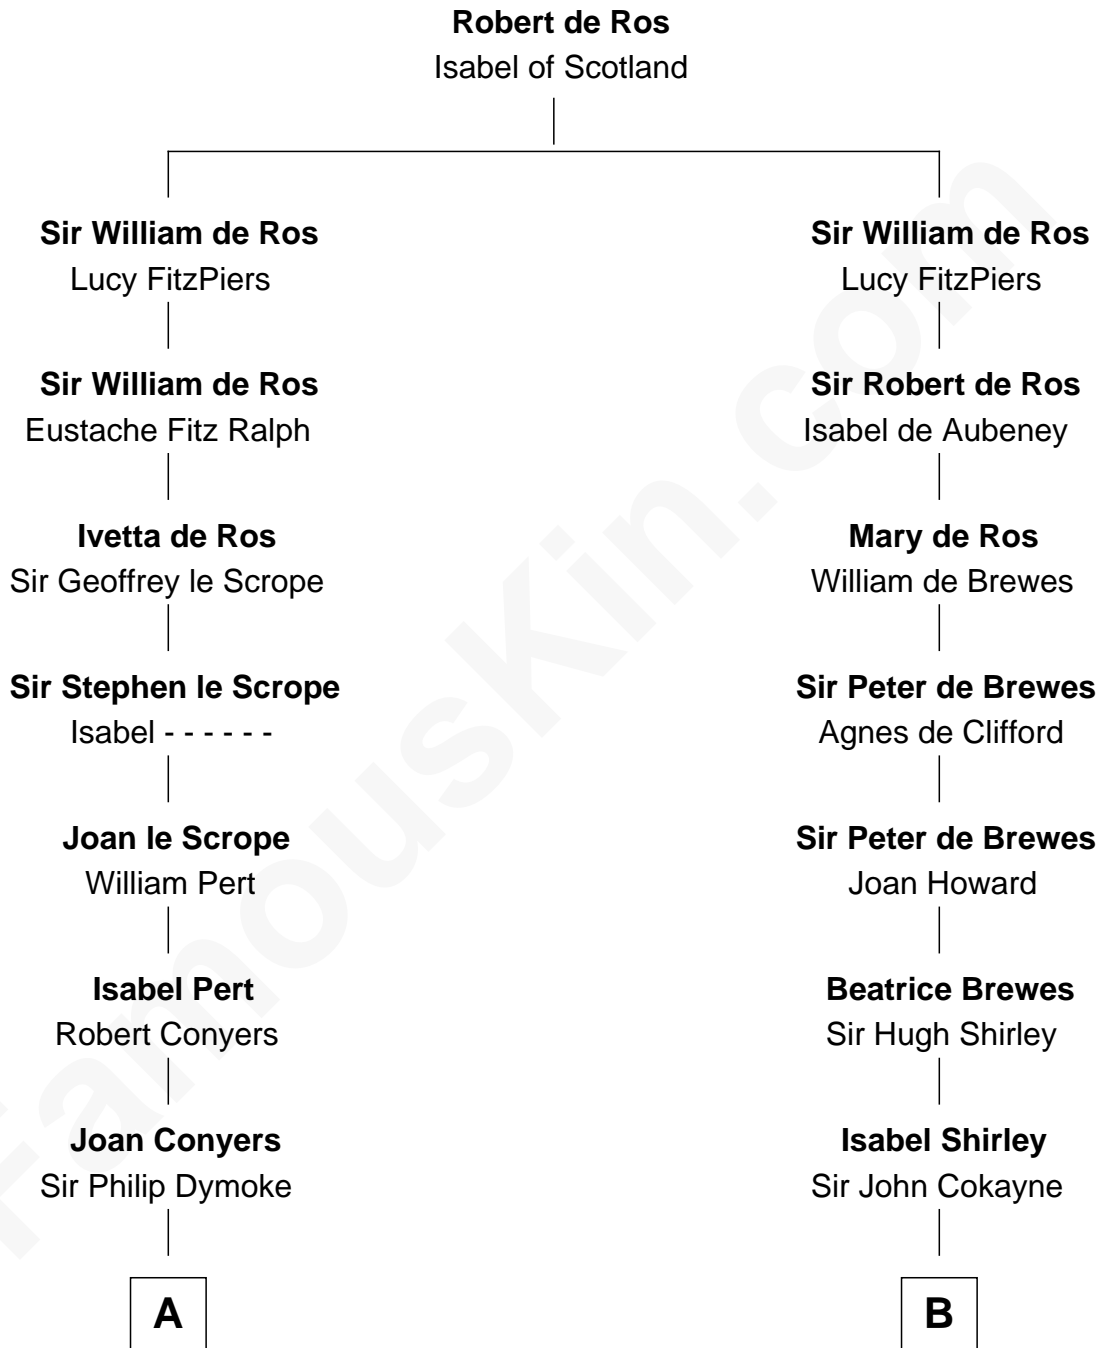 Robert de Ros
Isabel of Scotland
Sir William de Ros
Lucy FitzPiers
Sir William de Ros
Lucy FitzPiers
Sir William de Ros
Eustache Fitz Ralph
Sir Robert de Ros
Isabel de Aubeney
Ivetta de Ros
Sir Geoffrey le Scrope
Mary de Ros
William de Brewes
Sir Stephen le Scrope
Isabel - - - - - -
Sir Peter de Brewes
Agnes de Clifford
Joan le Scrope
William Pert
Sir Peter de Brewes
Joan Howard
Isabel Pert
Robert Conyers
Beatrice Brewes
Sir Hugh Shirley
Joan Conyers
Sir Philip Dymoke
Isabel Shirley
Sir John Cokayne
A
B
FamousKin.com